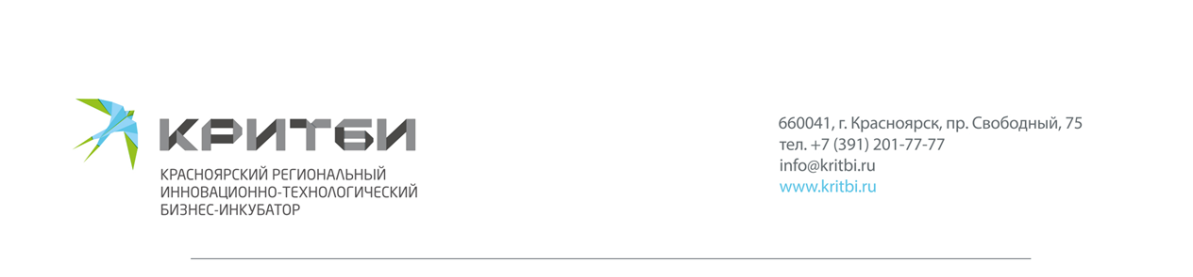 КРИТБИ
КРАСНОЯРСКИЙ РЕГИОНАЛЬНЫЙ
ИННОВАЦИОННО-ТЕХНОЛОГИЧЕСКИЙ
БИЗНЕС-ИНКУБАТОР
660041, г. Красноярск, пр. Свободный, 75
тел. +7 (391) 201-77-77
info@kritbi.ru
www.kritbi.ru